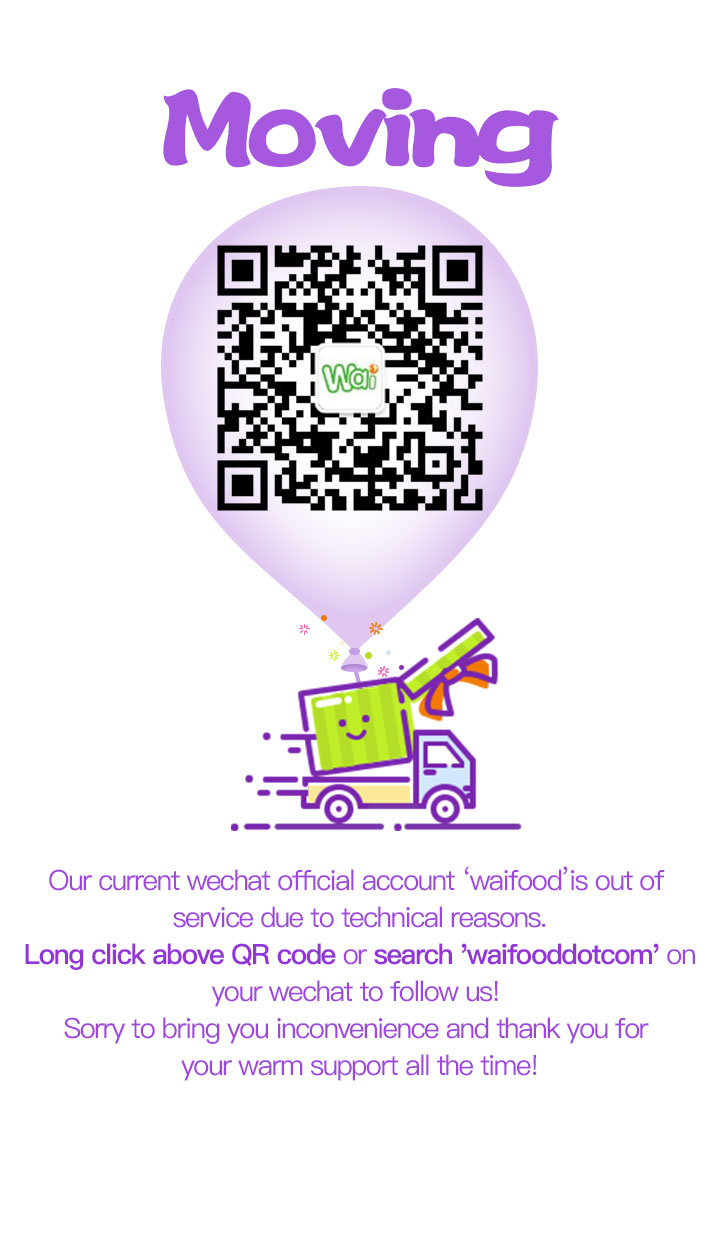 Moving
Wai
Our current wechat official account ‘waifood’is out of
service due to technical reasons.
Long click above QR code or search ’waifooddotcom’ on
your wechat to follow us!
Sorry to bring you inconvenience and thank you for
your warm support all the time!